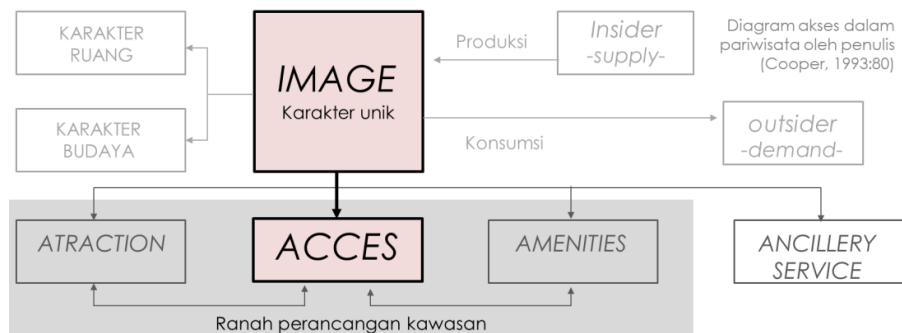 KARAKTER
RUANG
KARAKTER
BUDAYA
IMAGE
Karakter unik
Produksi
Insider
-supply-
Diagram akses dalam
pariwisata oleh penulis
(Cooper, 1993:80)
Konsumsi
outsider
-demand-
ATRACTION
ACCES
AMENITIES
ANCILLERY
SERVICE
Ranah perancangan kawasan